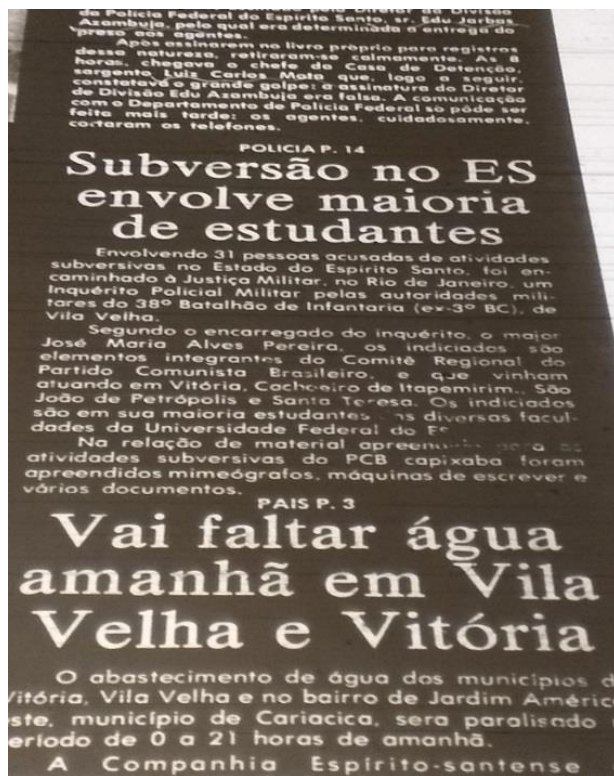 da Polícia Federal do Espírito Santo, sr. Edu Jarbas
Azambuja, pelo qual era determinada a entrega do
preso aos agentes.
Após assinarem no livro próprio para registros
dessa natureza, retiraram-se calmamente. As 8
horas, chegava o chefe da Casa de Detenção,
sargento Luiz Carlos Mota que, logo a seguir,
constatava o grande golpe: a assinatura do Diretor
de Divisão Edu Azambuja era falsa. A comunicação
com o Departamento de Polícia Federal só pôde ser
feita mais tarde: os agentes, cuidadosamente,
cortaram os telefones.
POLICIA P. 14
Subversão no ES
envolve maioria
de estudantes
Envolvendo 31 pessoas acusadas de atividades
subversivas no Estado do Espírito Santo, foi en-
caminhado à Justiça Militar, no Rio de Janeiro, um
Inquérito Policial Militar pelas autoridades mili-
tares do 38º Batalhão de Infantaria (ex-3º BC), de
Vila Velha.
Segundo o encarregado do inquérito, o major
José Maria Alves Pereira, os indiciados são
elementos integrantes do Comitê Regional do
Partido Comunista Brasileiro, e que vinham
atuando em Vitória, Cachoeiro de Itapemirim., São
João de Petrópolis e Santa Teresa. Os indiciados
são em sua maioria estudantes diversas facul-
dades da Universidade Federal do
Na relação de material
atividades subversivas do PCB capixaba foram
apreendidos mimeógrafos, máquinas de escrever e
vários documentos.
PAIS P. 3
Vai faltar água
amanhã em Vila
Velha e Vitória
O abastecimento de água dos municípios d
Vitória, Vila Velha e no bairro de Jardim Améric
este, município de Cariacica, sera paralisado
eríodo de 0 a 21 horas de amanhã.
A Companhia Espírito-santense